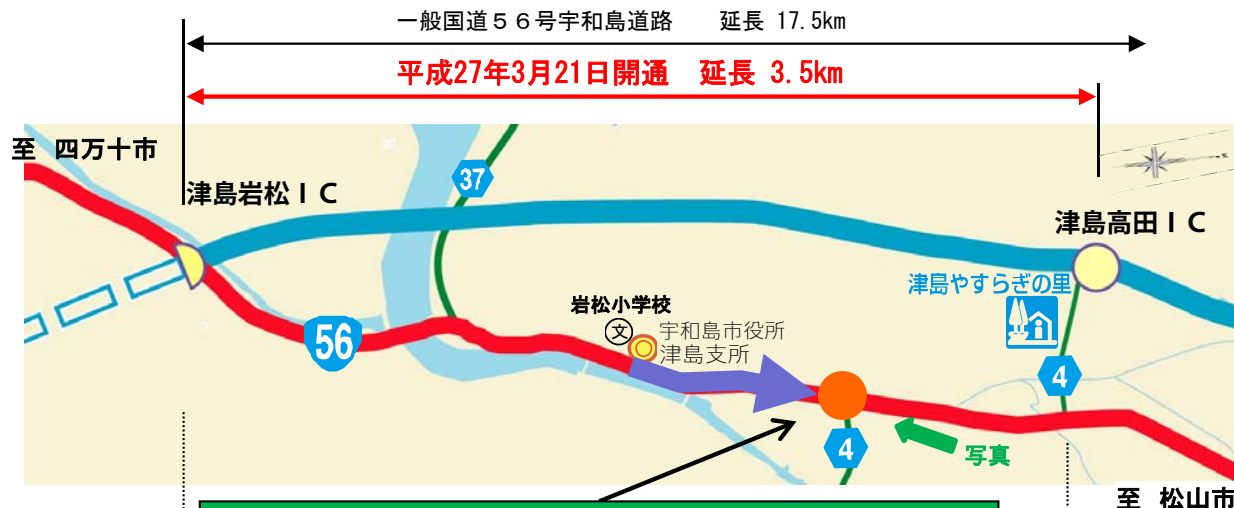 一般国道５６号宇和島道路　　延長 17.5km
平成27年3月21日開通　延長 3.5km
至 四万十市
37
津島岩松ＩＣ
津島高田ＩＣ
津島やすらぎの里
岩松小学校
文
宇和島市役所
津島支所
56
4
4
写真
至 松山市